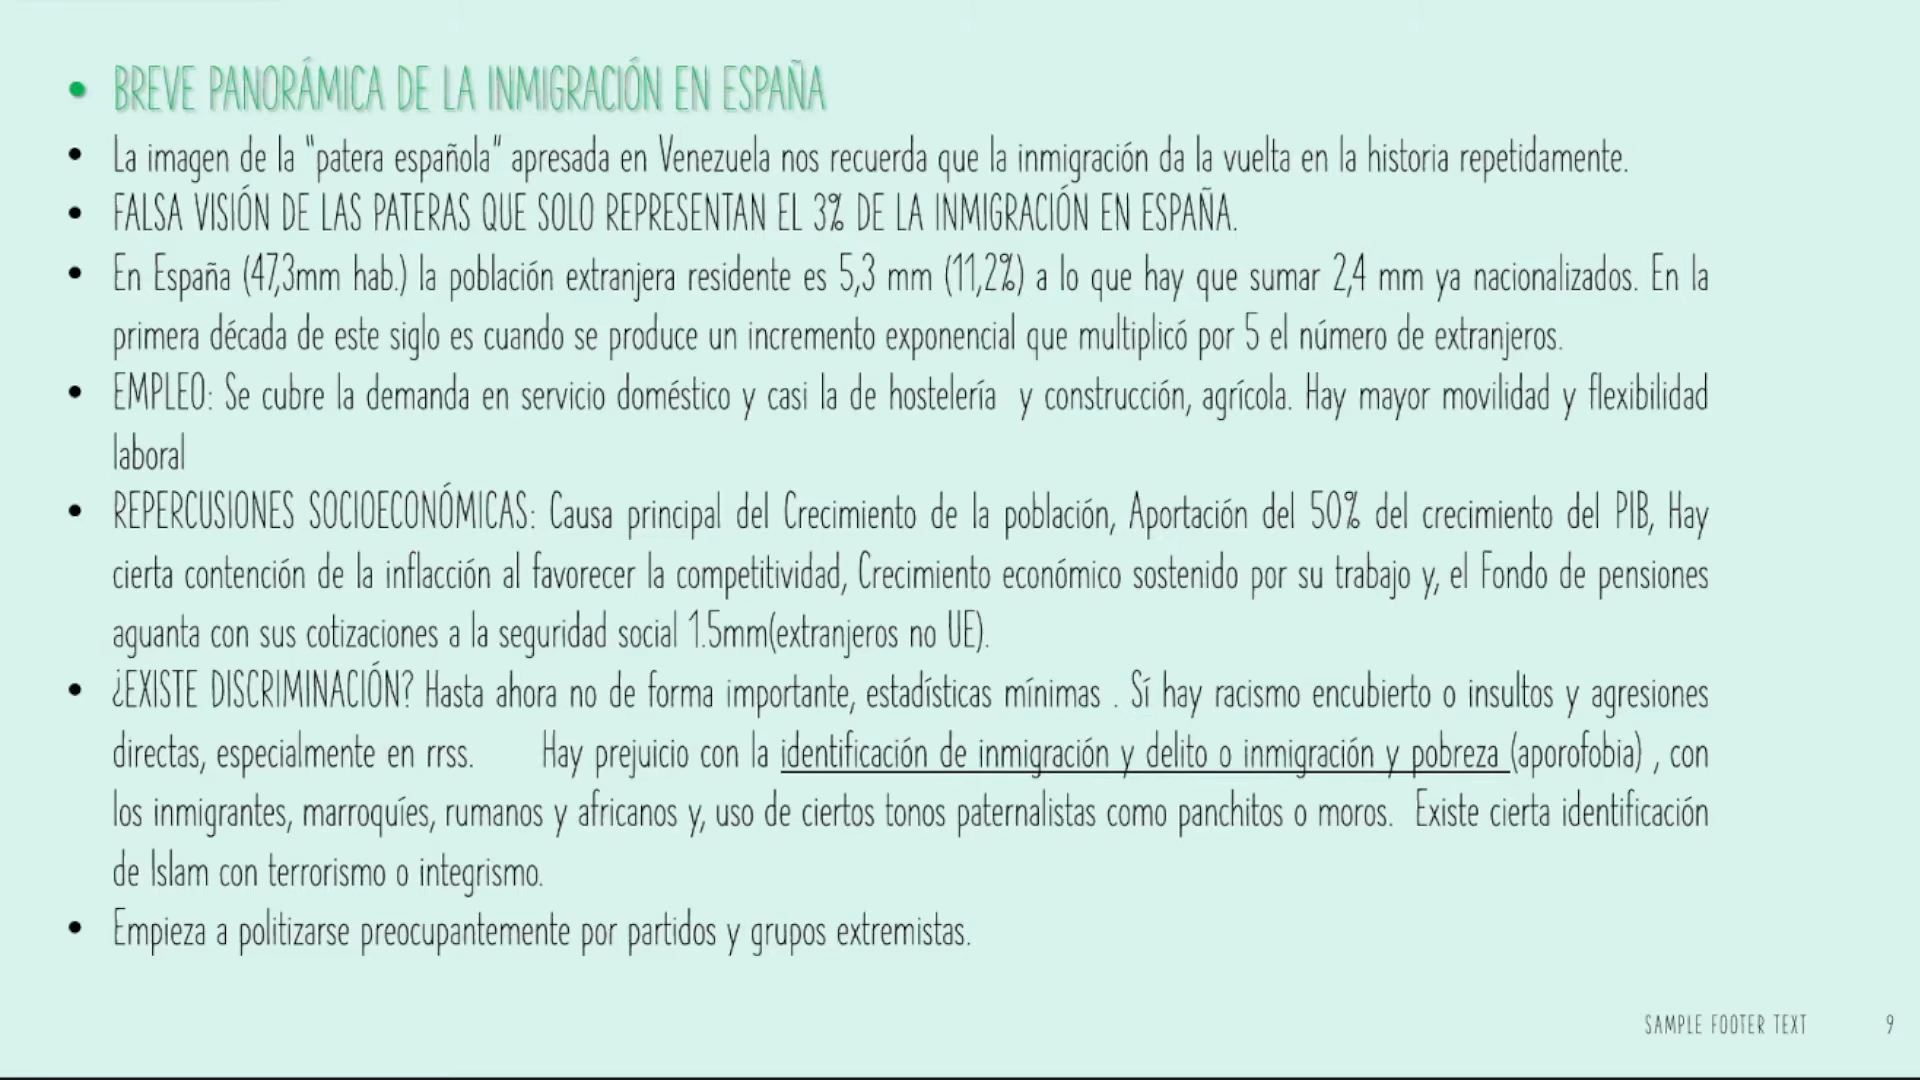 • BREVE PANORÁMICA DE LA INMIGRACIÓN EN ESPAÑA
• La imagen de la "patera española" apresada en Venezuela nos recuerda que la inmigración da la vuelta en la historia repetidamente.
• FALSA VISIÓN DE LAS PATERAS QUE SOLO REPRESENTAN EL 3% DE LA INMIGRACIÓN EN ESPAÑA.
• En España (47,3mm hab.) la población extranjera residente es 5,3 mm (11,2%) a lo que hay que sumar 2,4 mm ya nacionalizados. En la
primera década de este siglo es cuando se produce un incremento exponencial que multiplicó por 5 el número de extranjeros.
• EMPLEO: Se cubre la demanda en servicio doméstico y casi la de hostelería y construcción, agrícola. Hay mayor movilidad y flexibilidad
laboral
• REPERCUSIONES SOCIOECONÓMICAS: Causa principal del Crecimiento de la población, Aportación del 50% del crecimiento del PIB, Hay
cierta contención de la inflacción al favorecer la competitividad, Crecimiento económico sostenido por su trabajo y, el Fondo de pensiones
aguanta con sus cotizaciones a la seguridad social 1.5mm(extranjeros no UE).
• ¿EXISTE DISCRIMINACIÓN? Hasta ahora no de forma importante, estadísticas mínimas . Sí hay racismo encubierto o insultos y agresiones
directas, especialmente en rrss. Hay prejuicio con la identificación de inmigración y delito o inmigración y pobreza (aporofobia) , con
los inmigrantes, marroquíes, rumanos y africanos y, uso de ciertos tonos paternalistas como panchitos o moros. Existe cierta identificación
de Islam con terrorismo o integrismo.
• Empieza a politizarse preocupantemente por partidos y grupos extremistas.
SAMPLE FOOTER TEXT 9